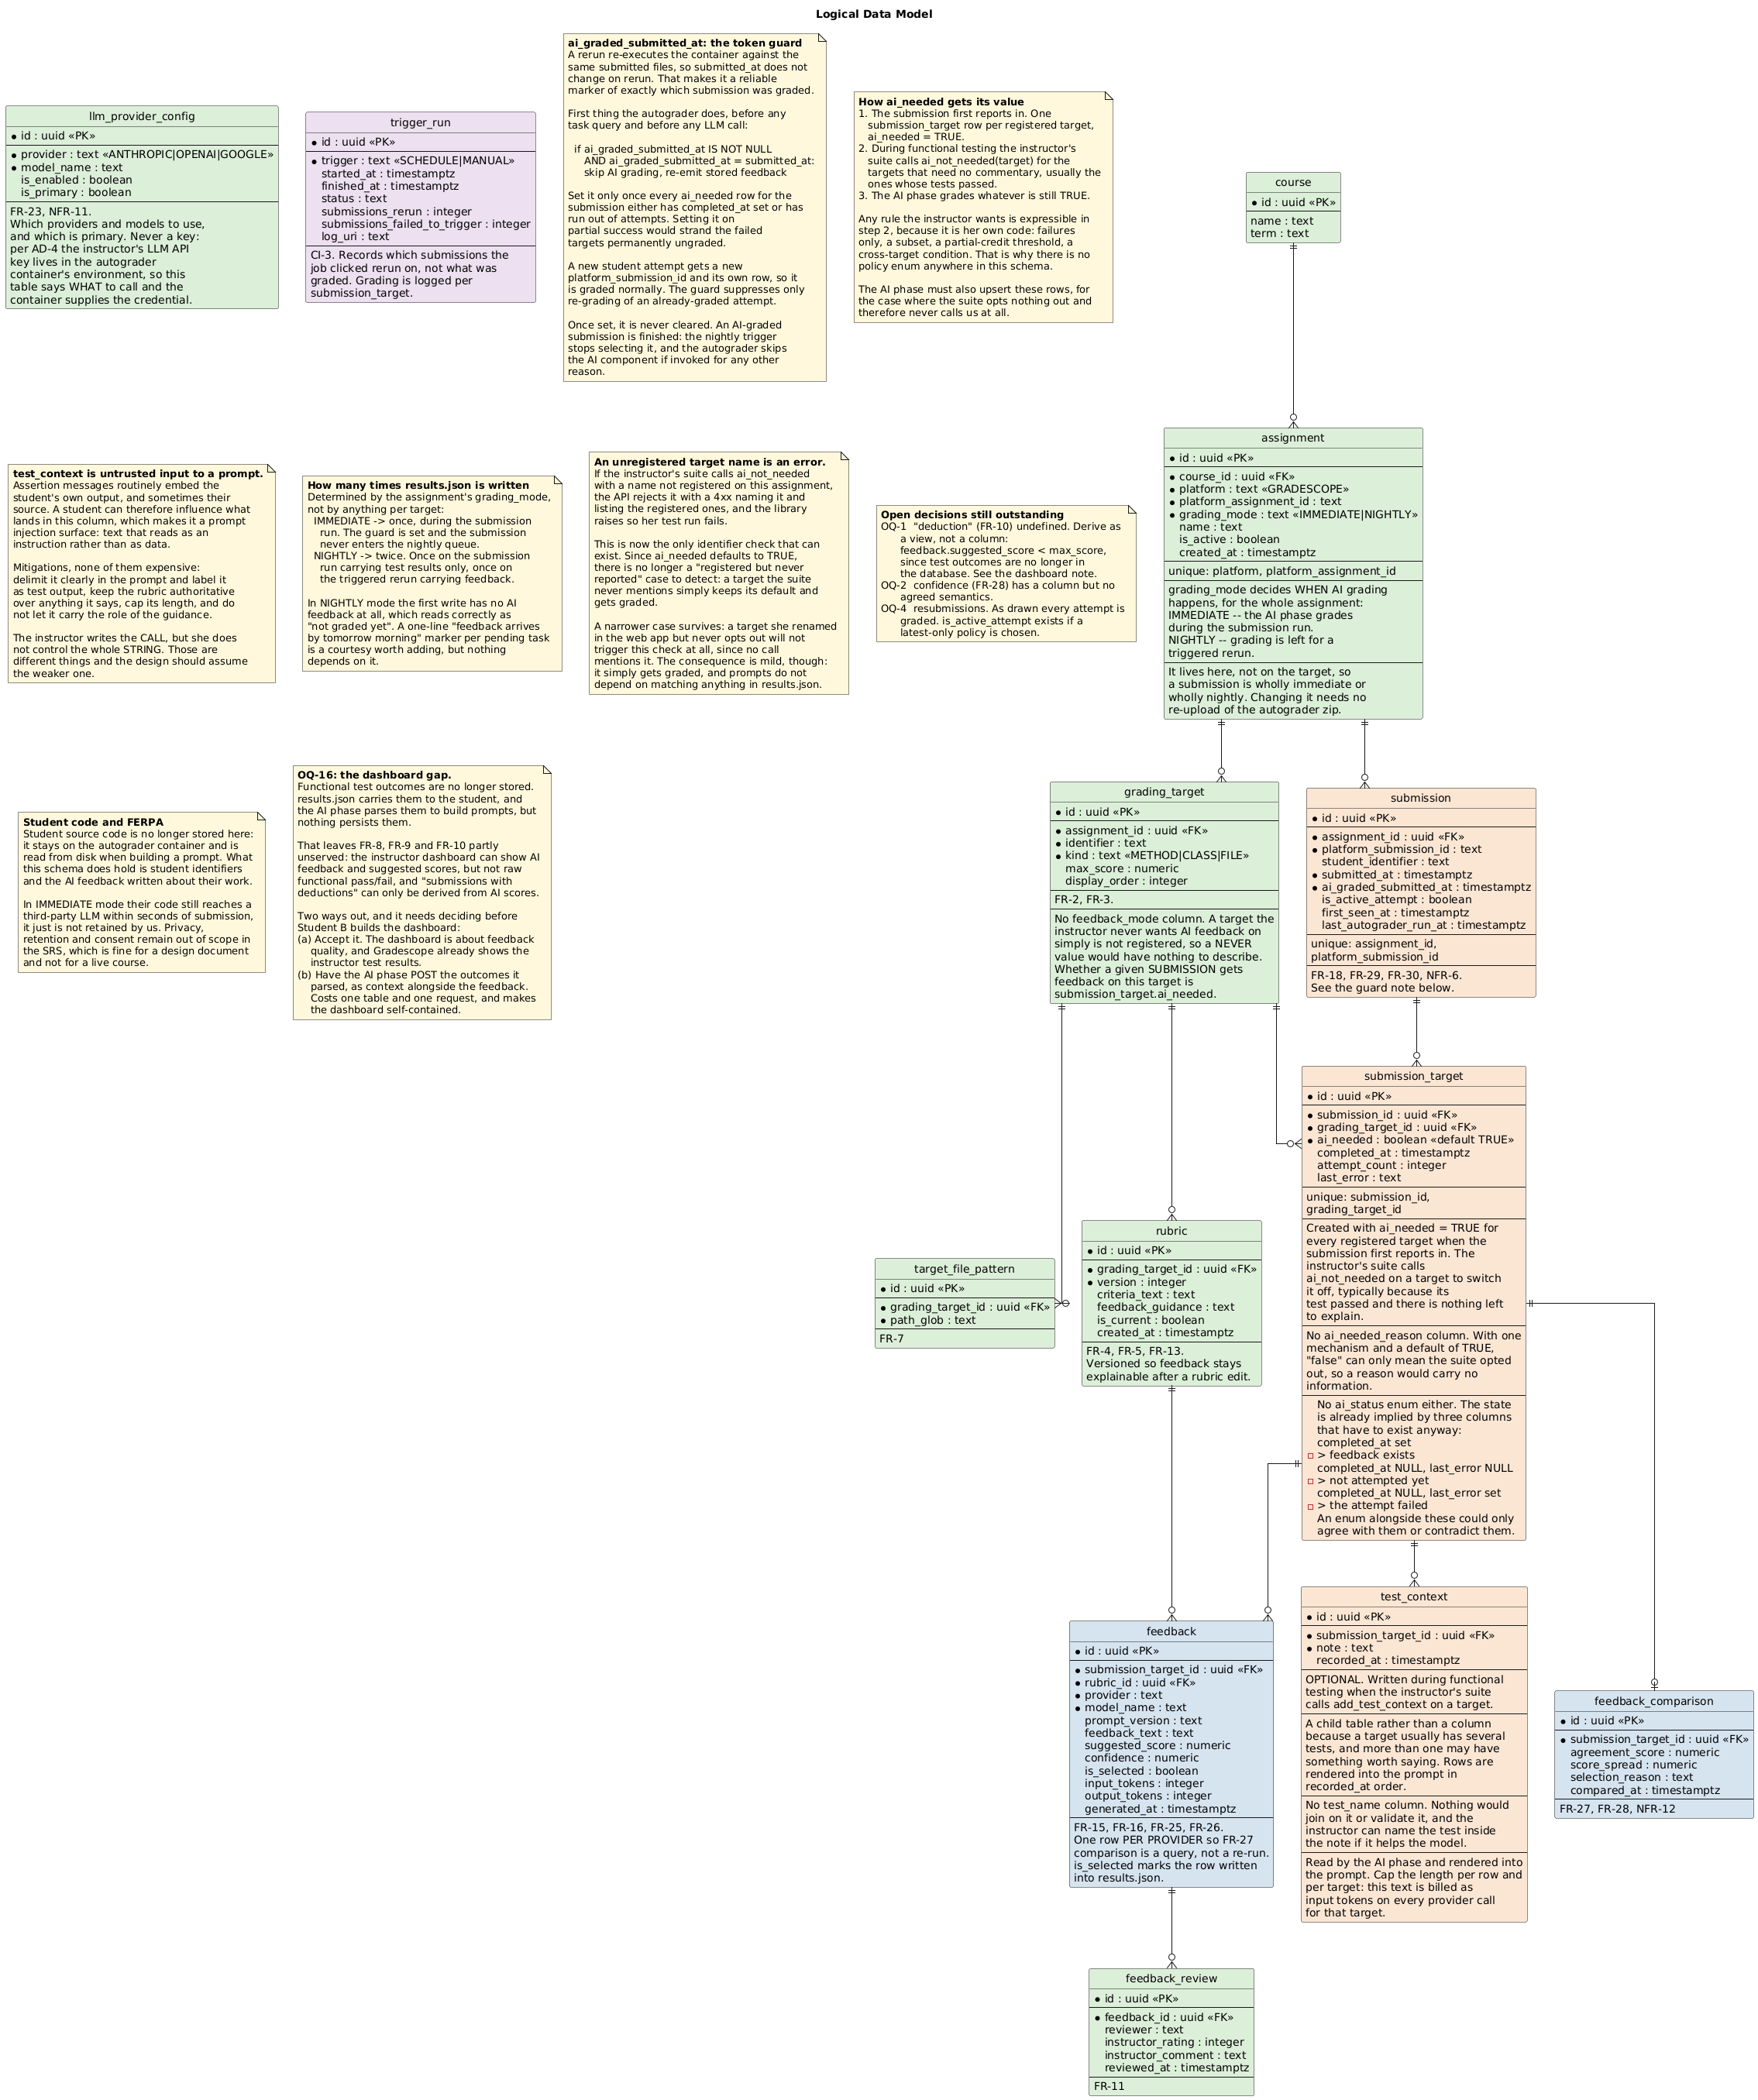 Logical Data Model
llm_provider_config
id : uuid «PK»
provider : text «ANTHROPIC|OPENAI|GOOGLE»
model_name : text
is_enabled : boolean
is_primary : boolean
FR-23, NFR-11.
Which providers and models to use,
and which is primary. Never a key:
per AD-4 the instructor's LLM API
key lives in the autograder
container's environment, so this
table says WHAT to call and the
container supplies the credential.
trigger_run
id : uuid «PK»
trigger : text «SCHEDULE|MANUAL»
started_at : timestamptz
finished_at : timestamptz
status : text
submissions_rerun : integer
submissions_failed_to_trigger : integer
log_uri : text
CI-3. Records which submissions the
job clicked rerun on, not what was
graded. Grading is logged per
submission_target.
ai_graded_submitted_at: the token guard
A rerun re-executes the container against the
same submitted files, so submitted_at does not
change on rerun. That makes it a reliable
marker of exactly which submission was graded.
First thing the autograder does, before any
task query and before any LLM call:
if ai_graded_submitted_at IS NOT NULL
AND ai_graded_submitted_at = submitted_at:
skip AI grading, re-emit stored feedback
Set it only once every ai_needed row for the
submission either has completed_at set or has
run out of attempts. Setting it on
partial success would strand the failed
targets permanently ungraded.
A new student attempt gets a new
platform_submission_id and its own row, so it
is graded normally. The guard suppresses only
re-grading of an already-graded attempt.
Once set, it is never cleared. An AI-graded
submission is finished: the nightly trigger
stops selecting it, and the autograder skips
the AI component if invoked for any other
reason.
How ai_needed gets its value
1. The submission first reports in. One
submission_target row per registered target,
ai_needed = TRUE.
2. During functional testing the instructor's
suite calls ai_not_needed(target) for the
targets that need no commentary, usually the
ones whose tests passed.
3. The AI phase grades whatever is still TRUE.
Any rule the instructor wants is expressible in
step 2, because it is her own code: failures
only, a subset, a partial-credit threshold, a
cross-target condition. That is why there is no
policy enum anywhere in this schema.
The AI phase must also upsert these rows, for
the case where the suite opts nothing out and
therefore never calls us at all.
course
id : uuid «PK»
name : text
term : text
test_context is untrusted input to a prompt.
Assertion messages routinely embed the
student's own output, and sometimes their
source. A student can therefore influence what
lands in this column, which makes it a prompt
injection surface: text that reads as an
instruction rather than as data.
Mitigations, none of them expensive:
delimit it clearly in the prompt and label it
as test output, keep the rubric authoritative
over anything it says, cap its length, and do
not let it carry the role of the guidance.
The instructor writes the CALL, but she does
not control the whole STRING. Those are
different things and the design should assume
the weaker one.
How many times results.json is written
Determined by the assignment's grading_mode,
not by anything per target:
IMMEDIATE -> once, during the submission
run. The guard is set and the submission
never enters the nightly queue.
NIGHTLY -> twice. Once on the submission
run carrying test results only, once on
the triggered rerun carrying feedback.
In NIGHTLY mode the first write has no AI
feedback at all, which reads correctly as
"not graded yet". A one-line "feedback arrives
by tomorrow morning" marker per pending task
is a courtesy worth adding, but nothing
depends on it.
An unregistered target name is an error.
If the instructor's suite calls ai_not_needed
with a name not registered on this assignment,
the API rejects it with a 4xx naming it and
listing the registered ones, and the library
raises so her test run fails.
This is now the only identifier check that can
exist. Since ai_needed defaults to TRUE,
there is no longer a "registered but never
reported" case to detect: a target the suite
never mentions simply keeps its default and
gets graded.
A narrower case survives: a target she renamed
in the web app but never opts out will not
trigger this check at all, since no call
mentions it. The consequence is mild, though:
it simply gets graded, and prompts do not
depend on matching anything in results.json.
Open decisions still outstanding
OQ-1 "deduction" (FR-10) undefined. Derive as
a view, not a column:
feedback.suggested_score < max_score,
since test outcomes are no longer in
the database. See the dashboard note.
OQ-2 confidence (FR-28) has a column but no
agreed semantics.
OQ-4 resubmissions. As drawn every attempt is
graded. is_active_attempt exists if a
latest-only policy is chosen.
assignment
id : uuid «PK»
course_id : uuid «FK»
platform : text «GRADESCOPE»
platform_assignment_id : text
grading_mode : text «IMMEDIATE|NIGHTLY»
name : text
is_active : boolean
created_at : timestamptz
unique: platform, platform_assignment_id
grading_mode decides WHEN AI grading
happens, for the whole assignment:
IMMEDIATE -- the AI phase grades
during the submission run.
NIGHTLY -- grading is left for a
triggered rerun.
It lives here, not on the target, so
a submission is wholly immediate or
wholly nightly. Changing it needs no
re-upload of the autograder zip.
Student code and FERPA
Student source code is no longer stored here:
it stays on the autograder container and is
read from disk when building a prompt. What
this schema does hold is student identifiers
and the AI feedback written about their work.
In IMMEDIATE mode their code still reaches a
third-party LLM within seconds of submission,
it just is not retained by us. Privacy,
retention and consent remain out of scope in
the SRS, which is fine for a design document
and not for a live course.
OQ-16: the dashboard gap.
Functional test outcomes are no longer stored.
results.json carries them to the student, and
the AI phase parses them to build prompts, but
nothing persists them.
That leaves FR-8, FR-9 and FR-10 partly
unserved: the instructor dashboard can show AI
feedback and suggested scores, but not raw
functional pass/fail, and "submissions with
deductions" can only be derived from AI scores.
Two ways out, and it needs deciding before
Student B builds the dashboard:
(a) Accept it. The dashboard is about feedback
quality, and Gradescope already shows the
instructor test results.
(b) Have the AI phase POST the outcomes it
parsed, as context alongside the feedback.
Costs one table and one request, and makes
the dashboard self-contained.
grading_target
id : uuid «PK»
assignment_id : uuid «FK»
identifier : text
kind : text «METHOD|CLASS|FILE»
max_score : numeric
display_order : integer
FR-2, FR-3.
No feedback_mode column. A target the
instructor never wants AI feedback on
simply is not registered, so a NEVER
value would have nothing to describe.
Whether a given SUBMISSION gets
feedback on this target is
submission_target.ai_needed.
submission
id : uuid «PK»
assignment_id : uuid «FK»
platform_submission_id : text
student_identifier : text
submitted_at : timestamptz
ai_graded_submitted_at : timestamptz
is_active_attempt : boolean
first_seen_at : timestamptz
last_autograder_run_at : timestamptz
unique: assignment_id,
platform_submission_id
FR-18, FR-29, FR-30, NFR-6.
See the guard note below.
submission_target
id : uuid «PK»
submission_id : uuid «FK»
grading_target_id : uuid «FK»
ai_needed : boolean «default TRUE»
completed_at : timestamptz
attempt_count : integer
last_error : text
unique: submission_id,
grading_target_id
Created with ai_needed = TRUE for
every registered target when the
submission first reports in. The
instructor's suite calls
ai_not_needed on a target to switch
it off, typically because its
test passed and there is nothing left
to explain.
No ai_needed_reason column. With one
mechanism and a default of TRUE,
"false" can only mean the suite opted
out, so a reason would carry no
information.
No ai_status enum either. The state
is already implied by three columns
that have to exist anyway:
completed_at set
> feedback exists
completed_at NULL, last_error NULL
> not attempted yet
completed_at NULL, last_error set
> the attempt failed
An enum alongside these could only
agree with them or contradict them.
target_file_pattern
id : uuid «PK»
grading_target_id : uuid «FK»
path_glob : text
FR-7
rubric
id : uuid «PK»
grading_target_id : uuid «FK»
version : integer
criteria_text : text
feedback_guidance : text
is_current : boolean
created_at : timestamptz
FR-4, FR-5, FR-13.
Versioned so feedback stays
explainable after a rubric edit.
feedback
id : uuid «PK»
submission_target_id : uuid «FK»
rubric_id : uuid «FK»
provider : text
model_name : text
prompt_version : text
feedback_text : text
suggested_score : numeric
confidence : numeric
is_selected : boolean
input_tokens : integer
output_tokens : integer
generated_at : timestamptz
FR-15, FR-16, FR-25, FR-26.
One row PER PROVIDER so FR-27
comparison is a query, not a re-run.
is_selected marks the row written
into results.json.
test_context
id : uuid «PK»
submission_target_id : uuid «FK»
note : text
recorded_at : timestamptz
OPTIONAL. Written during functional
testing when the instructor's suite
calls add_test_context on a target.
A child table rather than a column
because a target usually has several
tests, and more than one may have
something worth saying. Rows are
rendered into the prompt in
recorded_at order.
No test_name column. Nothing would
join on it or validate it, and the
instructor can name the test inside
the note if it helps the model.
Read by the AI phase and rendered into
the prompt. Cap the length per row and
per target: this text is billed as
input tokens on every provider call
for that target.
feedback_comparison
id : uuid «PK»
submission_target_id : uuid «FK»
agreement_score : numeric
score_spread : numeric
selection_reason : text
compared_at : timestamptz
FR-27, FR-28, NFR-12
feedback_review
id : uuid «PK»
feedback_id : uuid «FK»
reviewer : text
instructor_rating : integer
instructor_comment : text
reviewed_at : timestamptz
FR-11